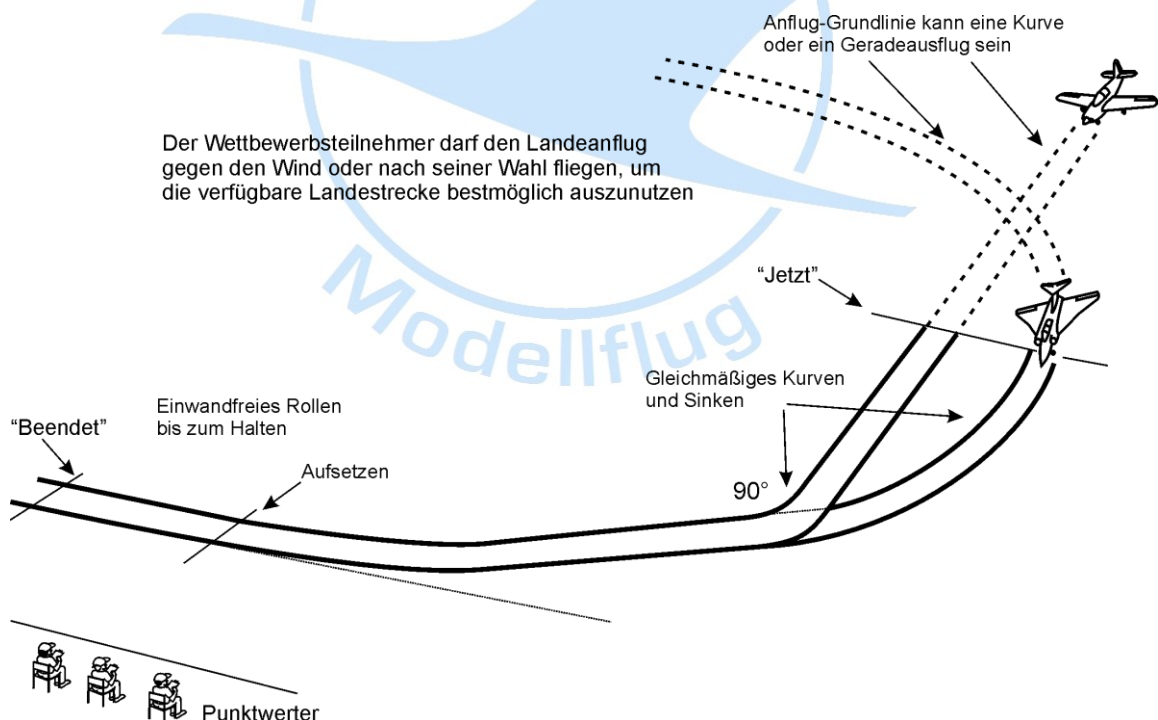 Anflug-Grundlinie kann eine Kurve
oder ein Geradeausflug sein
Der Wettbewerbsteilnehmer darf den Landeanflug
gegen den Wind oder nach seiner Wahl fliegen, um
die verfügbare Landestrecke bestmöglich auszunutzen
“Jetzt”
Modellflug
Gleichmäßiges Kurven
und Sinken
Einwandfreies Rollen
bis zum Halten
“Beendet”
Aufsetzen
90°
Punktwerter